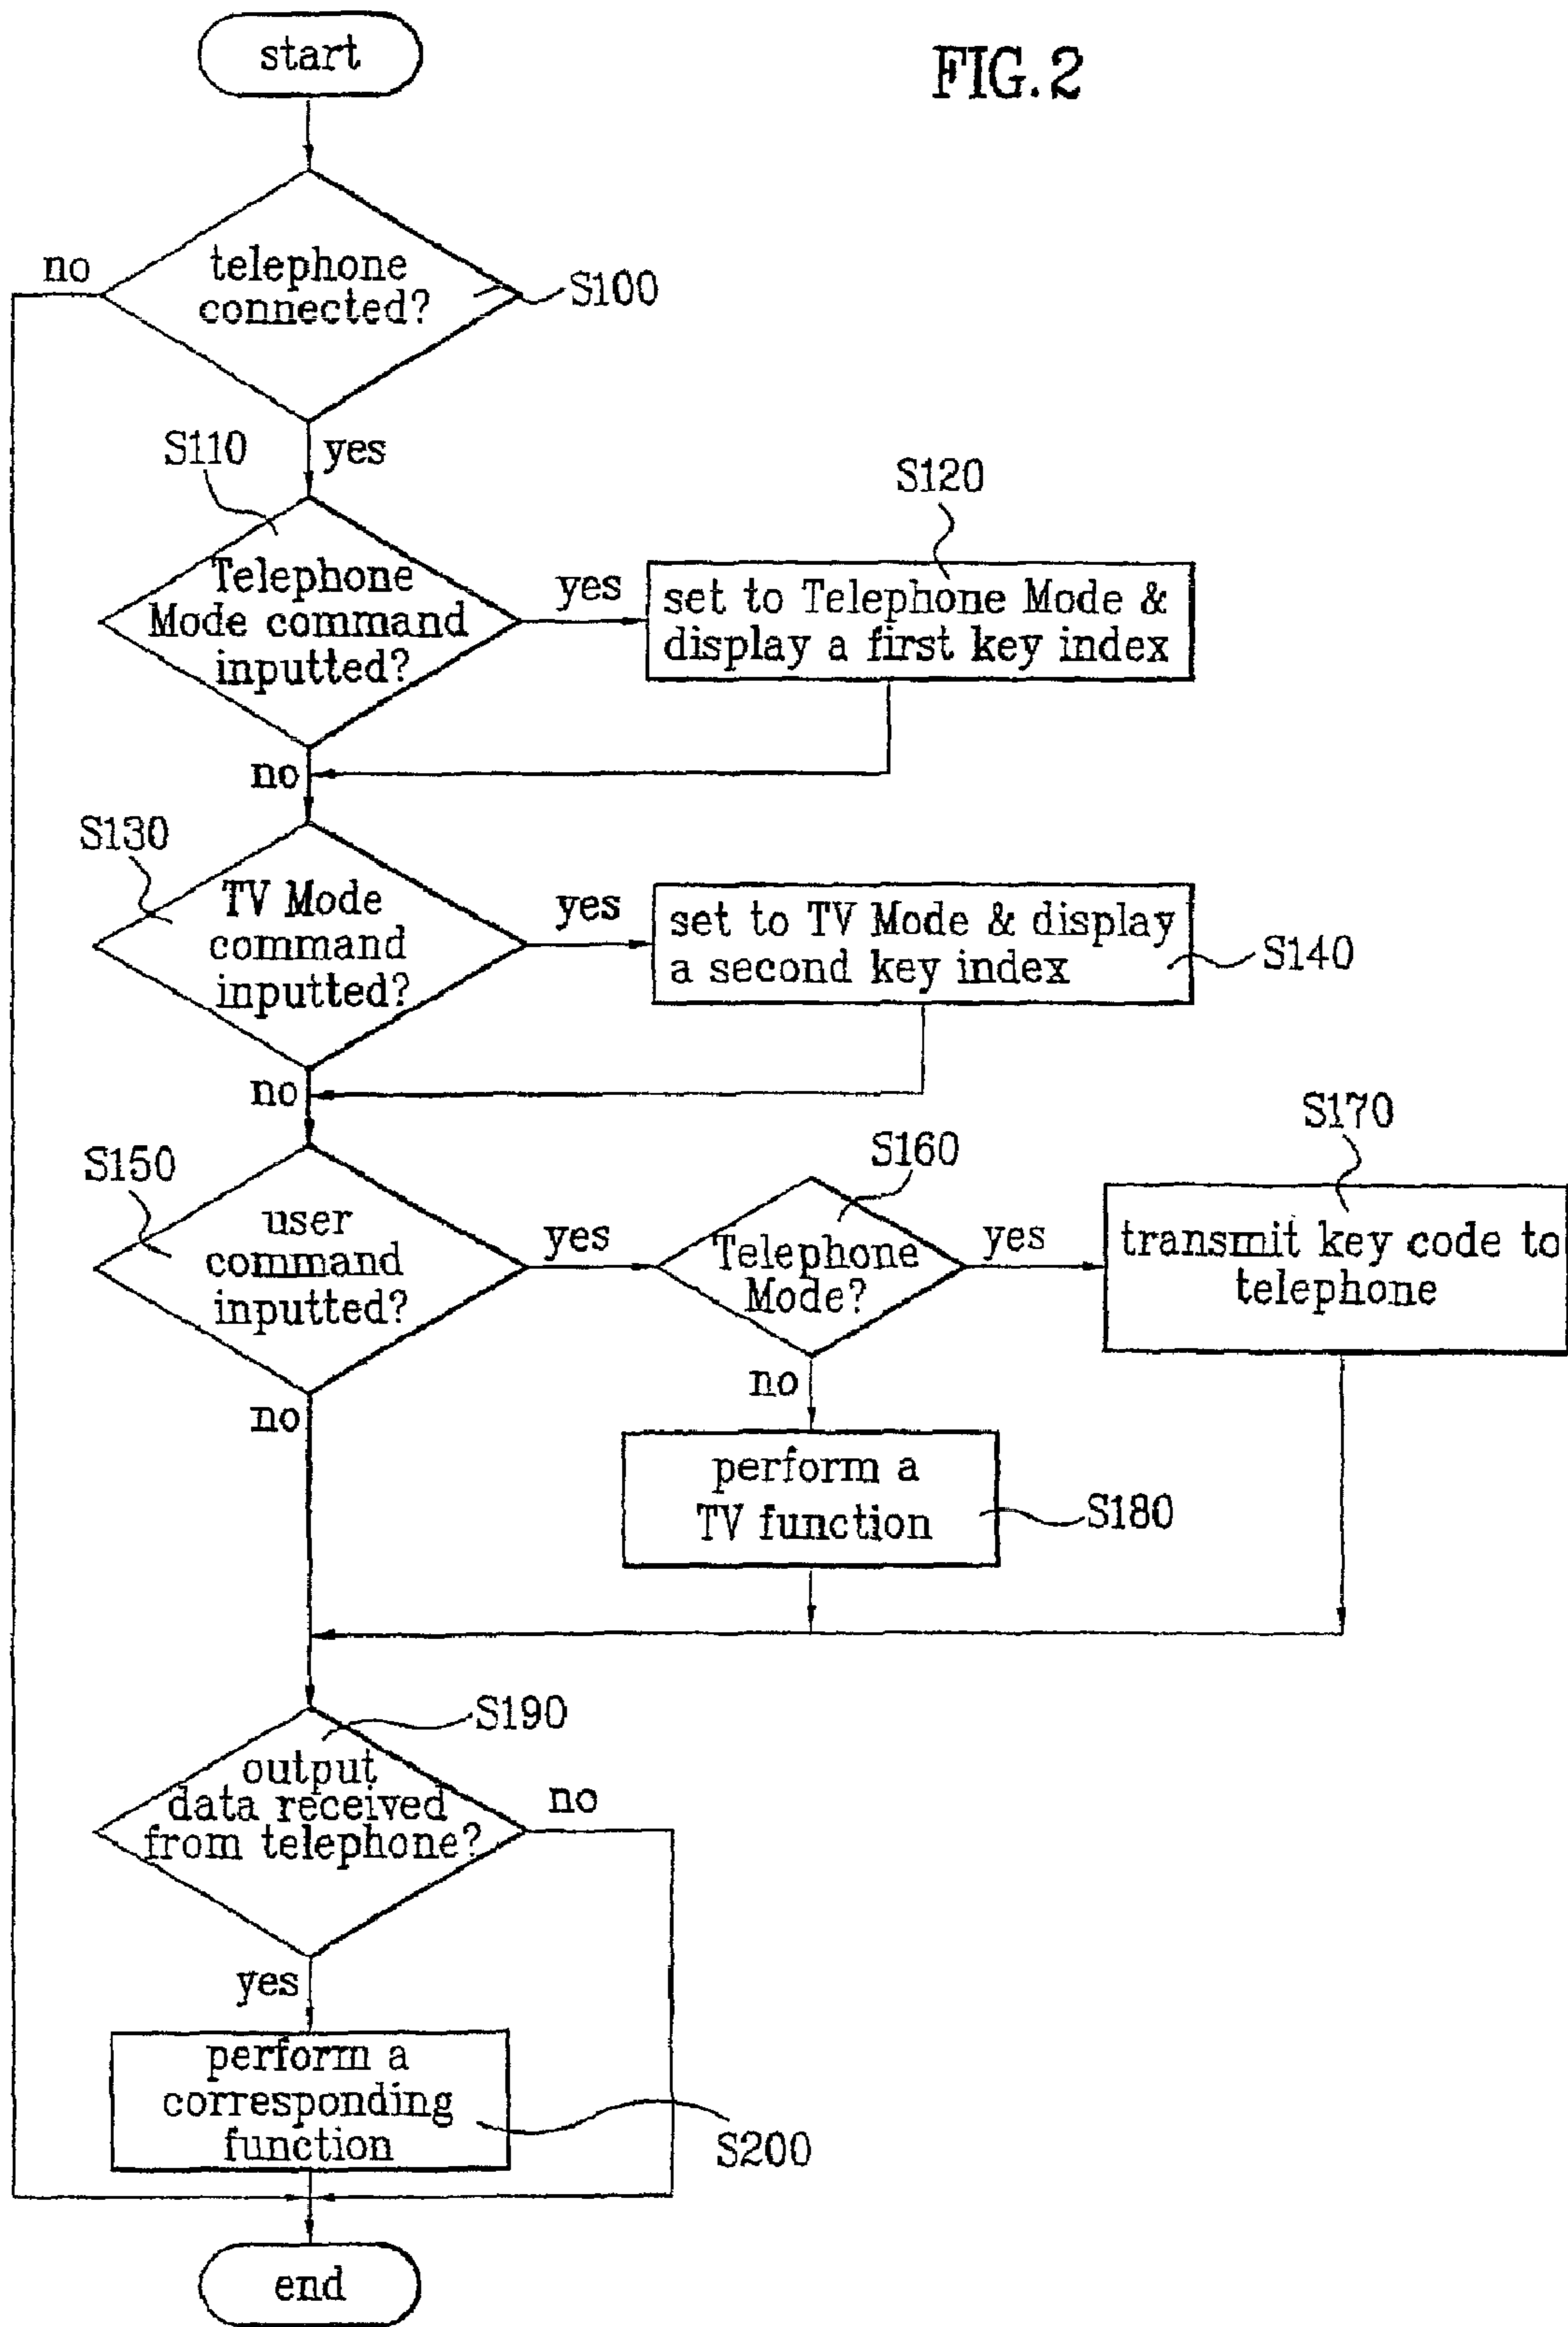 start
FIG. 2
telephone
connected?
no
S100
S110
yes
S120
Telephone
Mode command
inputted?
yes
set to Telephone Mode &
display a first key index
no
S130
TV Mode
command
inputted?
yes
set to TV Mode & display
a second key index
S140
no
S150
user
command
inputted?
yes
S160
Telephone
Mode?
yes
S170
transmit key code to
telephone
no
no
perform a
TV function
S180
S190
output
data received
from telephone?
no
yes
perform a
corresponding
function
S200
end